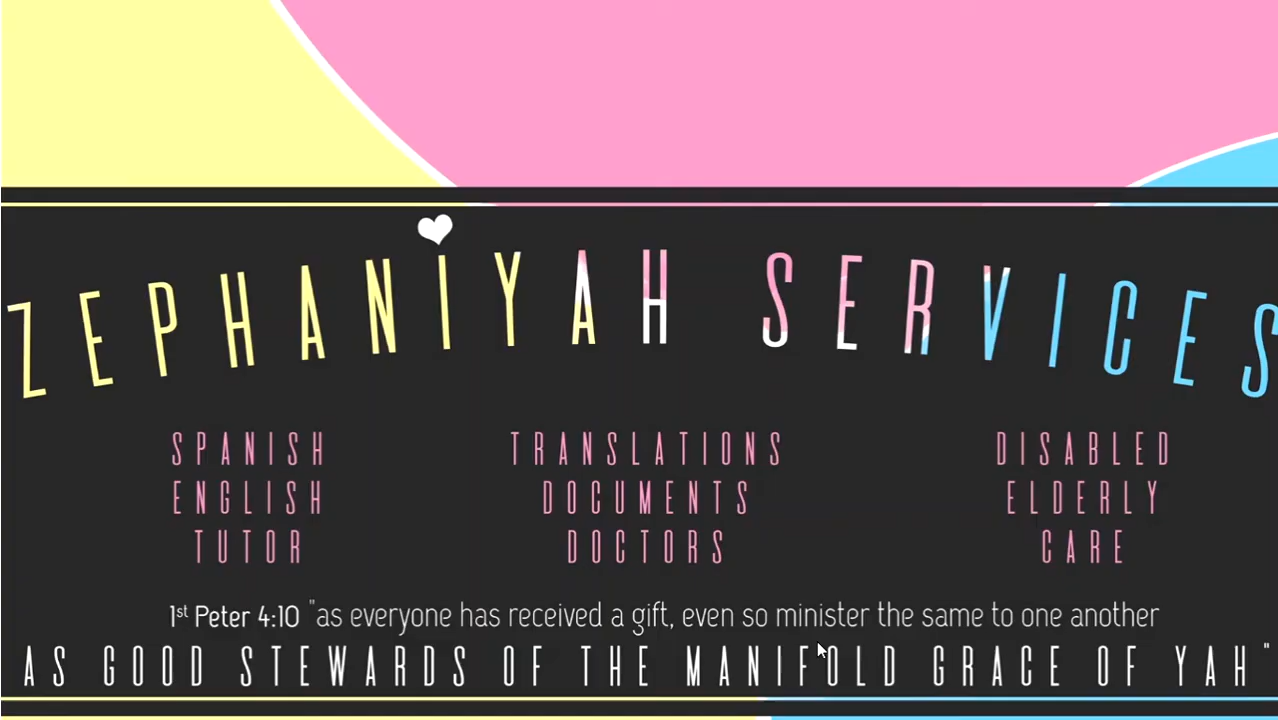 ZEPHANIYAH SERVICES
SPANISH
ENGLISH
TUTOR
TRANSLATIONS
DOCUMENTS
DOCTORS
DISABLED
ELDERLY
CARE
1st Peter 4:10 "as everyone has received a gift, even so minister the same to one another
AS GOOD STEWARDS OF THE MANIFOLD GRACE OF YAH"